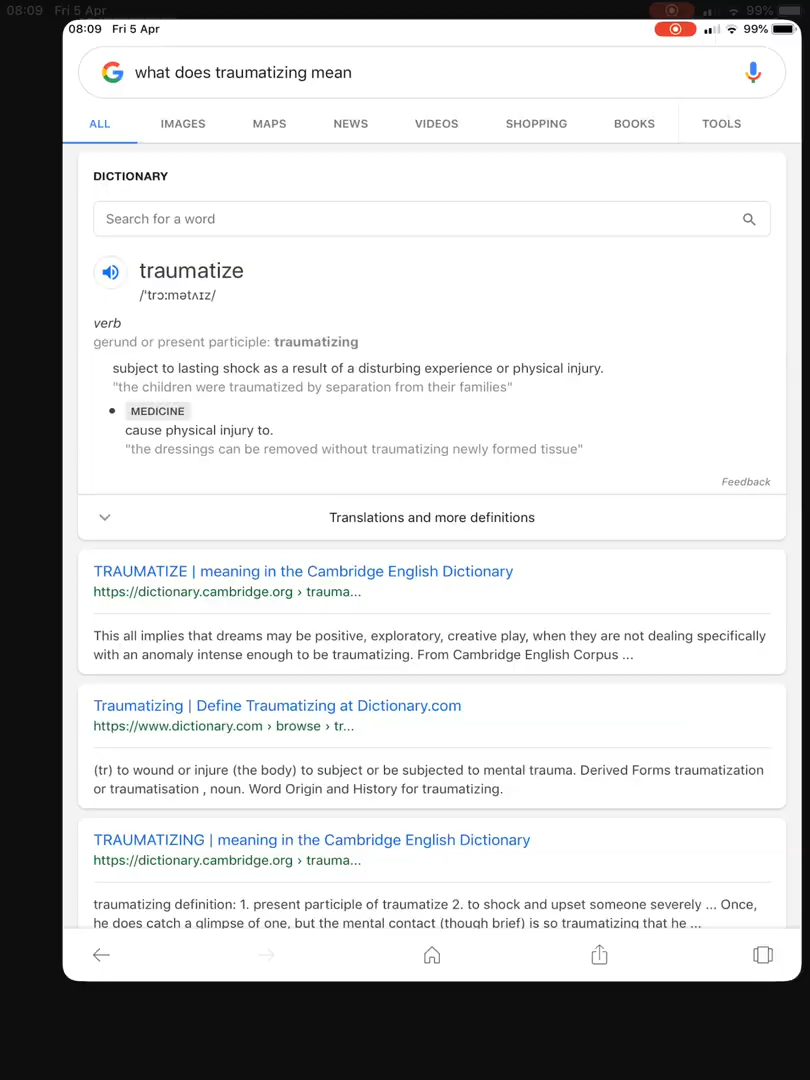 08:09 Fri 5 Apr 99%
08:09 Fri 5 Apr 99%
what does traumatizing mean
ALL IMAGES MAPS NEWS VIDEOS SHOPPING BOOKS TOOLS
DICTIONARY
Search for a word
traumatize
/ˈtrɔːmətʌɪz/
verb
gerund or present participle: traumatizing
subject to lasting shock as a result of a disturbing experience or physical injury.
"the children were traumatized by separation from their families"
• MEDICINE
cause physical injury to.
"the dressings can be removed without traumatizing newly formed tissue"
Feedback
Translations and more definitions
TRAUMATIZE | meaning in the Cambridge English Dictionary
https://dictionary.cambridge.org › trauma...
This all implies that dreams may be positive, exploratory, creative play, when they are not dealing specifically
with an anomaly intense enough to be traumatizing. From Cambridge English Corpus ...
Traumatizing | Define Traumatizing at Dictionary.com
https://www.dictionary.com › browse › tr...
(tr) to wound or injure (the body) to subject or be subjected to mental trauma. Derived Forms traumatization
or traumatisation , noun. Word Origin and History for traumatizing.
TRAUMATIZING | meaning in the Cambridge English Dictionary
https://dictionary.cambridge.org › trauma...
traumatizing definition: 1. present participle of traumatize 2. to shock and upset someone severely ... Once,
he does catch a glimpse of one, but the mental contact (though brief) is so traumatizing that he ...